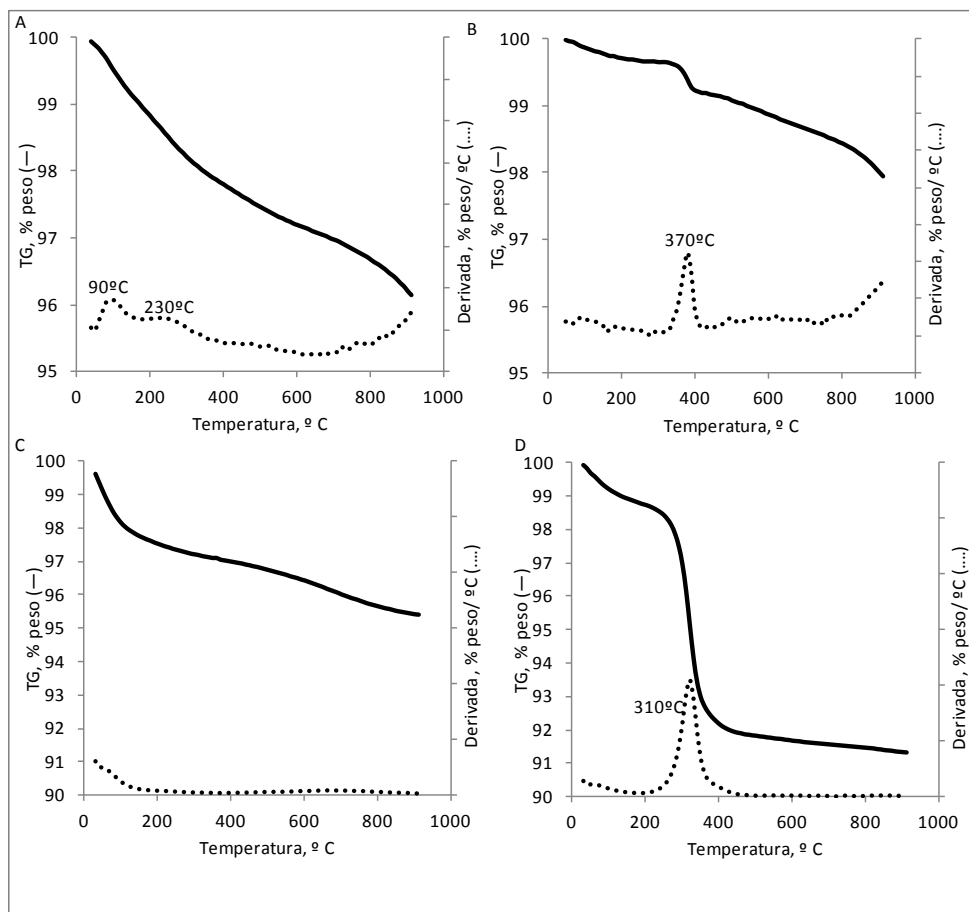 A
TG, % peso (—)
100
99
98
97
96
95
90ºC
230ºC
0
200
400
600
800
1000
Temperatura, º C
Derivada , % peso/ ºC (....)
B
TG, % peso (—)
100
99
98
97
96
95
370ºC
0
200
400
600
800
1000
Temperatura, º C
Derivada, % peso/ ºC (....)
C
TG, % peso (—)
100
99
98
97
96
95
94
93
92
91
90
0
200
400
600
800
1000
Temperatura, º C
Derivada, % peso/ ºC (....)
D
TG, % peso (—)
100
99
98
97
96
95
94
93
92
91
90
310ºC
0
200
400
600
800
1000
Temperatura, º C
Derivada, % peso/ ºC (....)